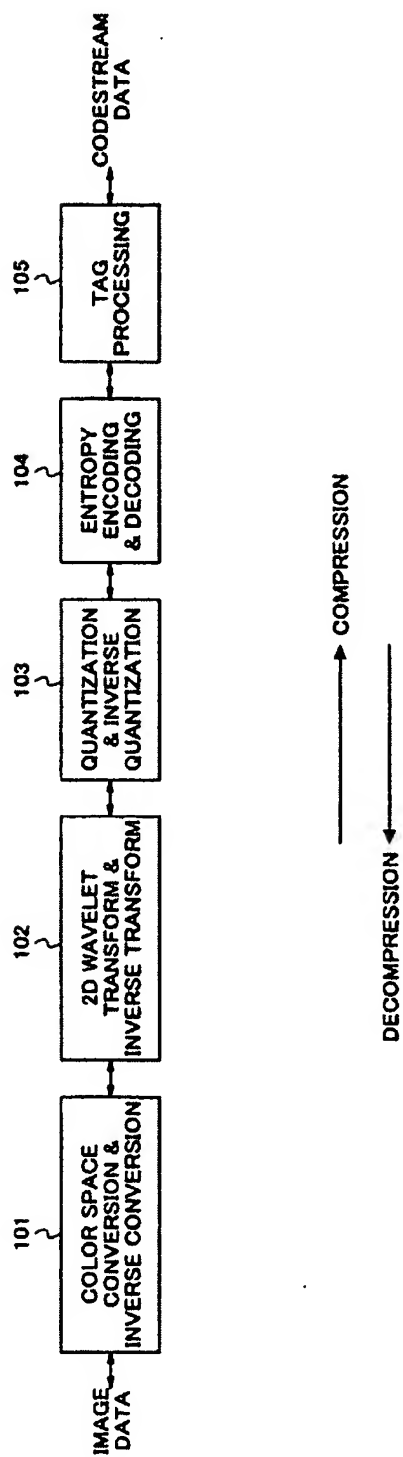 IMAGE
DATA
101
COLOR SPACE
CONVERSION &
INVERSE CONVERSION
102
2D WAVELET
TRANSFORM &
INVERSE TRANSFORM
103
QUANTIZATION
& INVERSE
QUANTIZATION
104
ENTROPY
ENCODING
& DECODING
105
TAG
PROCESSING
CODESTREAM
DATA
COMPRESSION
DECOMPRESSION